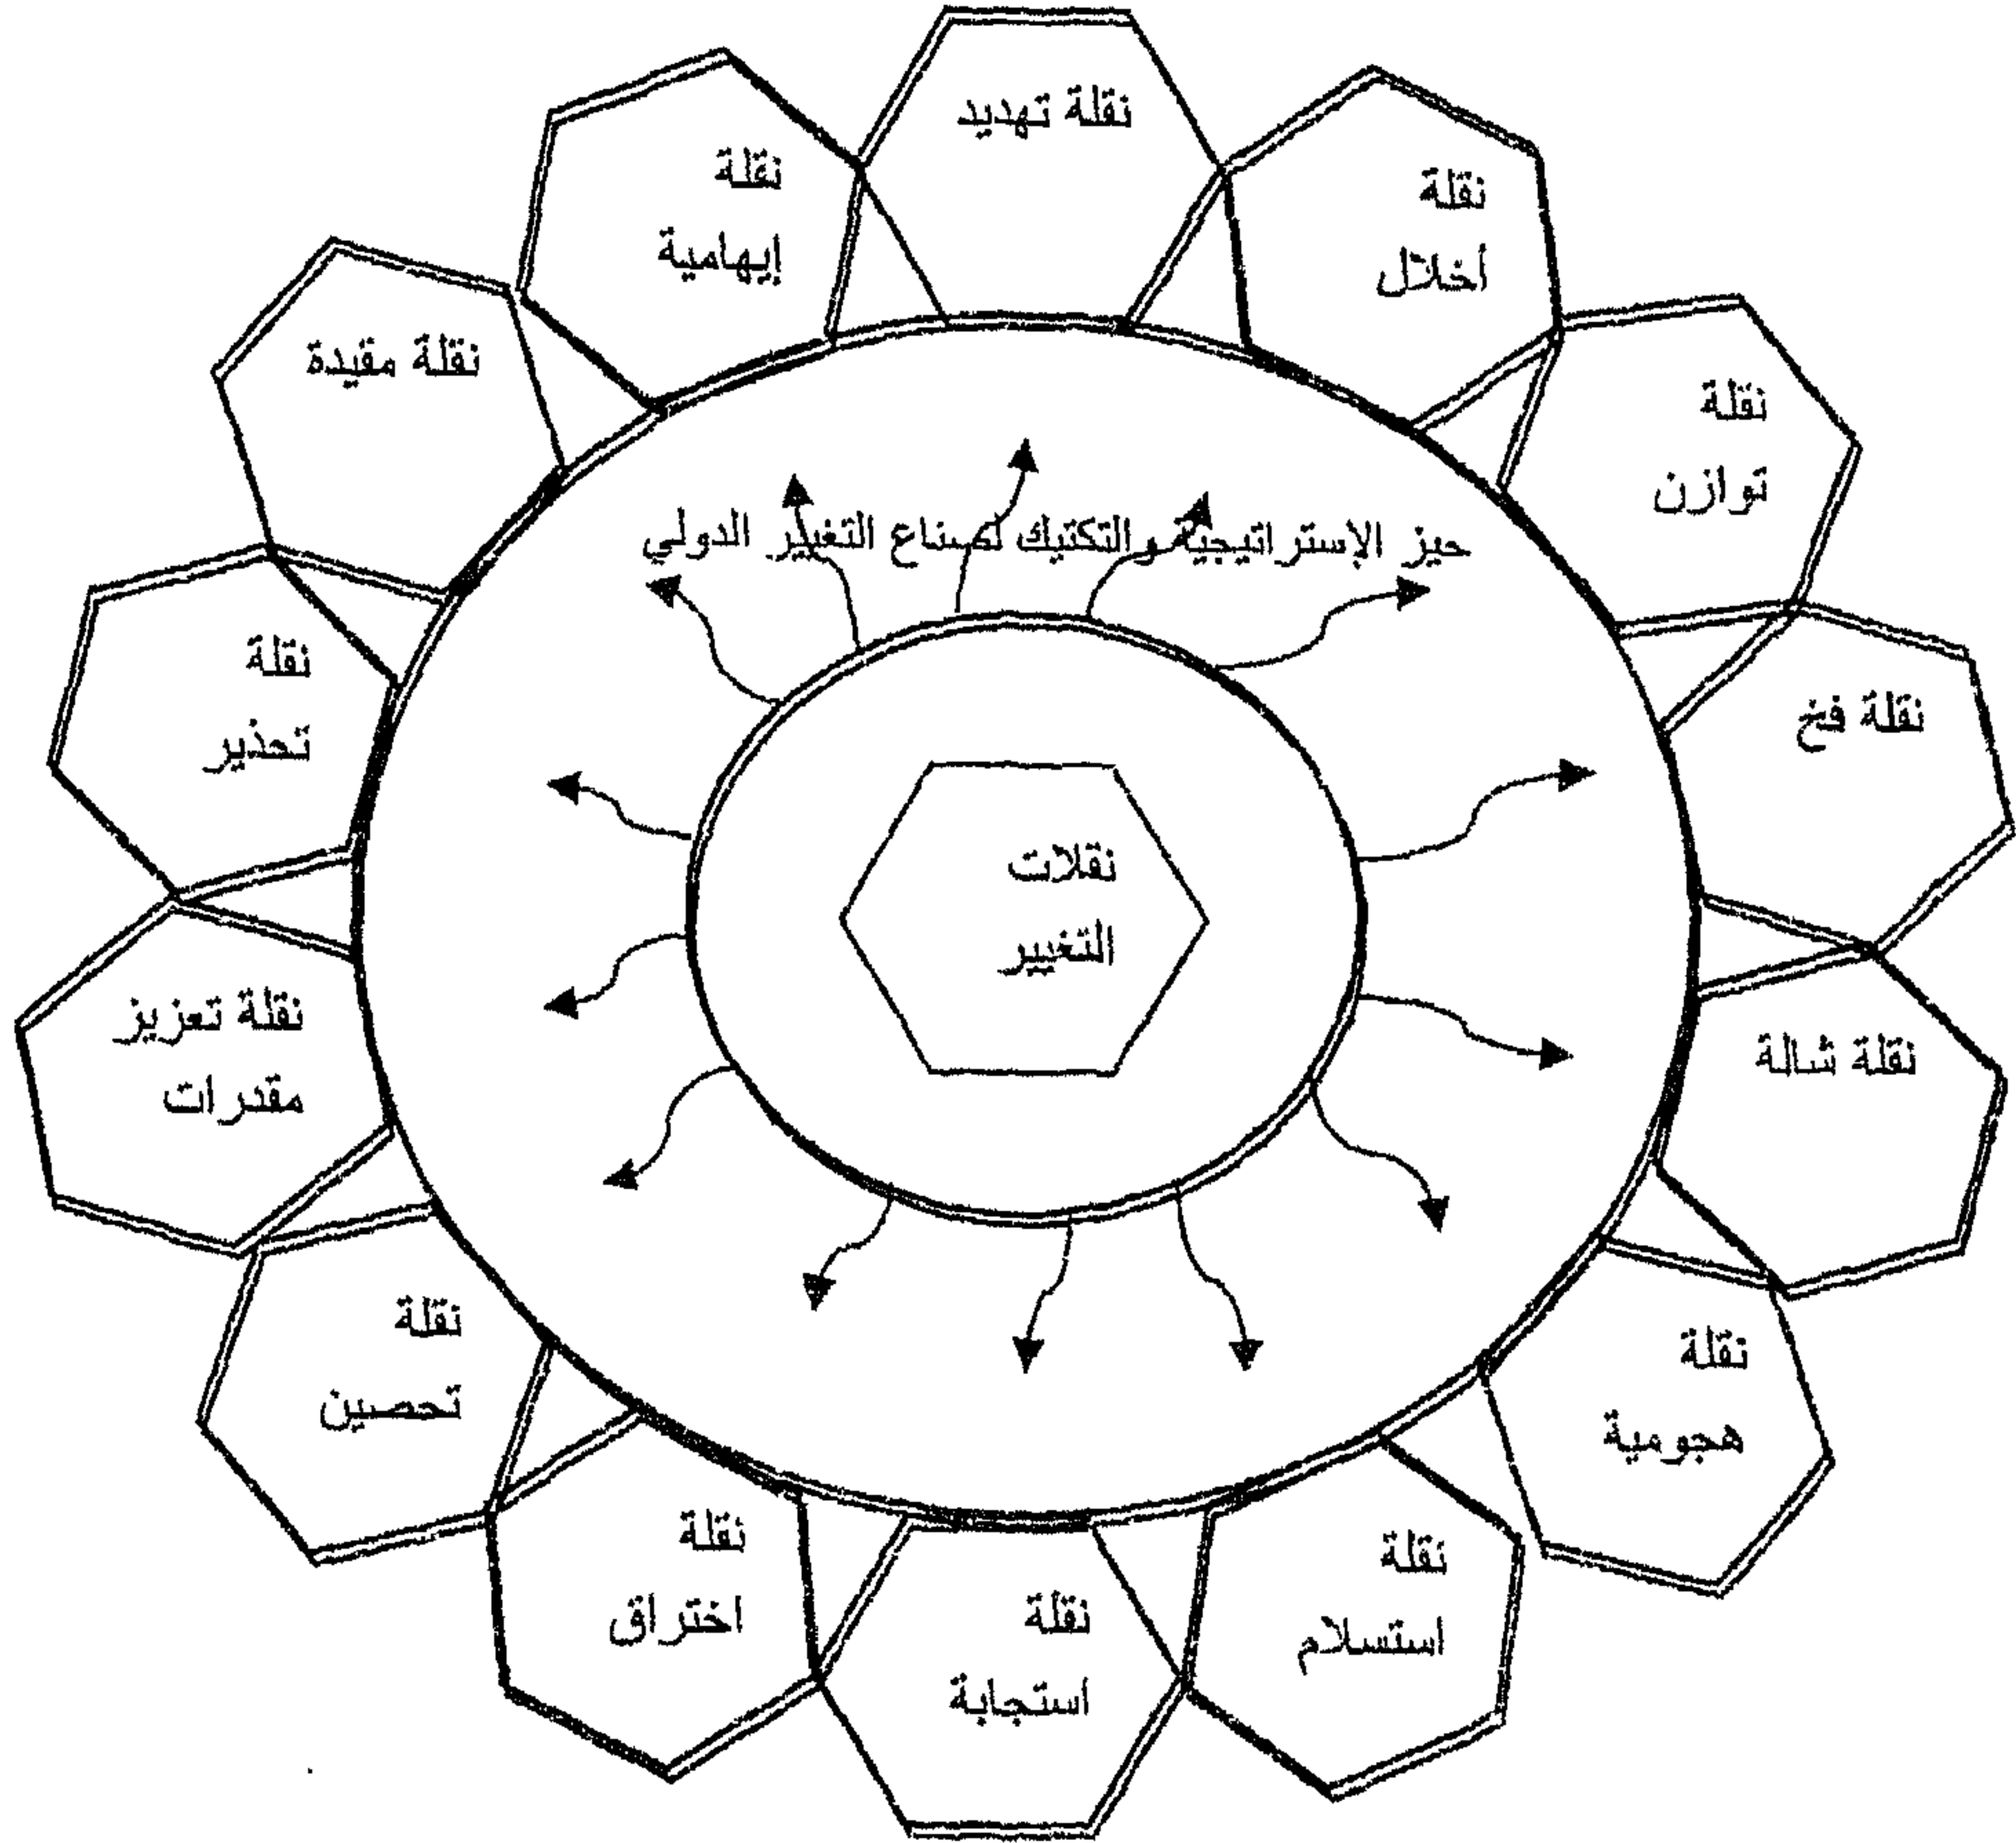 نقلة تهديد
نقلة
أخلال
نقلة
توازن
نقلة فخ
نقلة شالة
نقلة
هجومية
نقلة
استسلام
نقلة
استجابة
نقلة
اختراق
نقلة
تحصين
نقلة تعزيز
مقدرات
نقلة
تحذير
نقلة مقيدة
نقلة
إيهامية
حيز الإستراتيجية والتكتيك لصناع التغيير الدولي
نقلات
التغيير